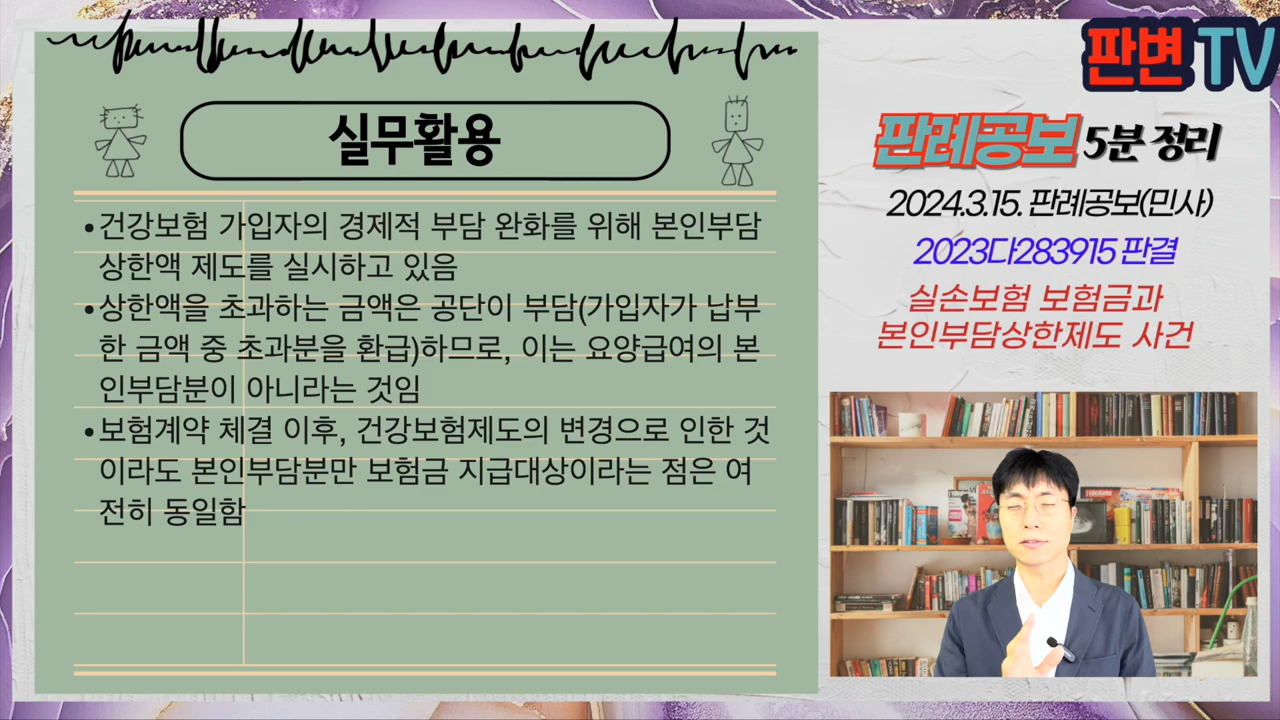 판변 TV
실무활용
• 건강보험 가입자의 경제적 부담 완화를 위해 본인부담
상한액 제도를 실시하고 있음
• 상한액을 초과하는 금액은 공단이 부담(가입자가 납부
한 금액 중 초과분을 환급)하므로, 이는 요양급여의 본
인부담분이 아니라는 것임
• 보험계약 체결 이후, 건강보험제도의 변경으로 인한 것
이라도 본인부담분만 보험금 지급대상이라는 점은 여
전히 동일함
판례공보 5분 정리
2024.3.15. 판례공보(민사)
2023다283915 판결
실손보험 보험금과
본인부담상한제도 사건